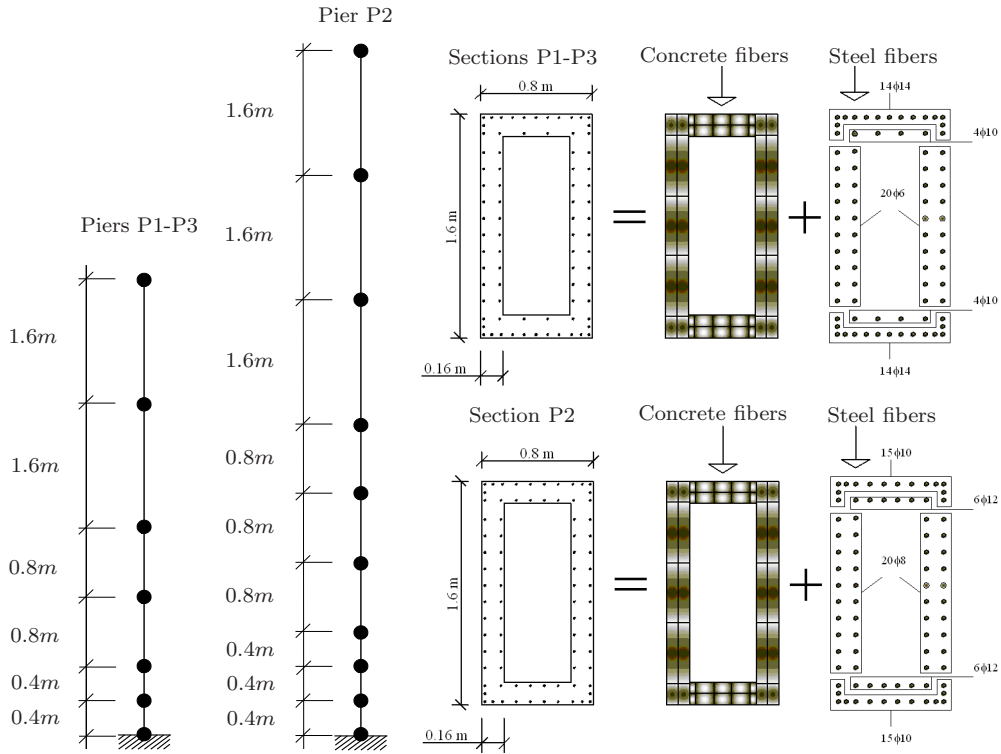 Piers P1-P3
1.6m
1.6m
0.8m
0.8m
0.4m
0.4m
Pier P2
1.6m
1.6m
1.6m
0.8m
0.8m
0.8m
0.4m
0.4m
0.4m
Sections P1-P3
Concrete fibers
Steel fibers
0.8 m
1.6 m
0.16 m
=
+
14ϕ14
4ϕ10
20ϕ6
4ϕ10
14ϕ14
Section P2
Concrete fibers
Steel fibers
0.8 m
1.6 m
0.16 m
=
+
15ϕ10
6ϕ12
20ϕ8
6ϕ12
15ϕ10